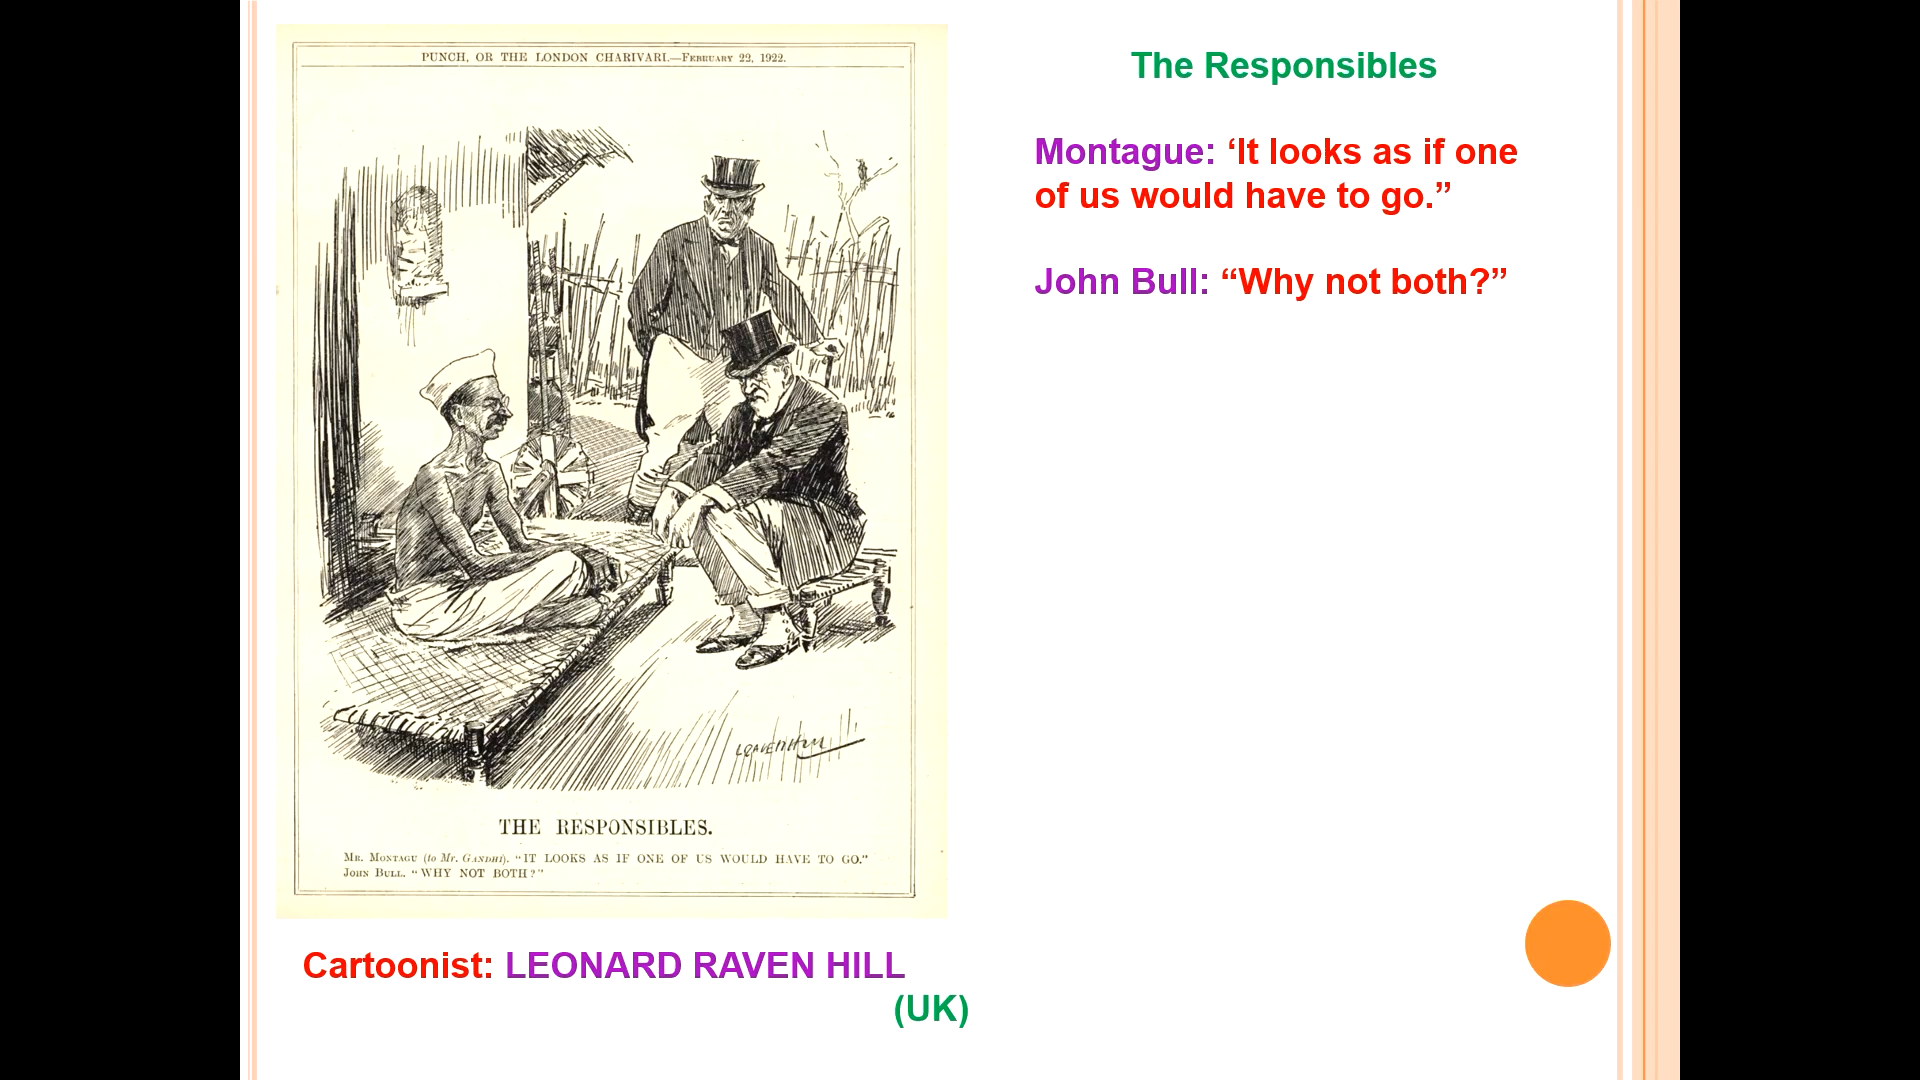 PUNCH, OR THE LONDON CHARIVARI.—FEBRUARY 22, 1922.
THE RESPONSIBLES.
MR. MONTAGU (to Mr. GANDHI). "IT LOOKS AS IF ONE OF US WOULD HAVE TO GO."
JOHN BULL. "WHY NOT BOTH?"
Cartoonist: LEONARD RAVEN HILL
(UK)
The Responsibles
Montague: ‘It looks as if one
of us would have to go.”
John Bull: “Why not both?”